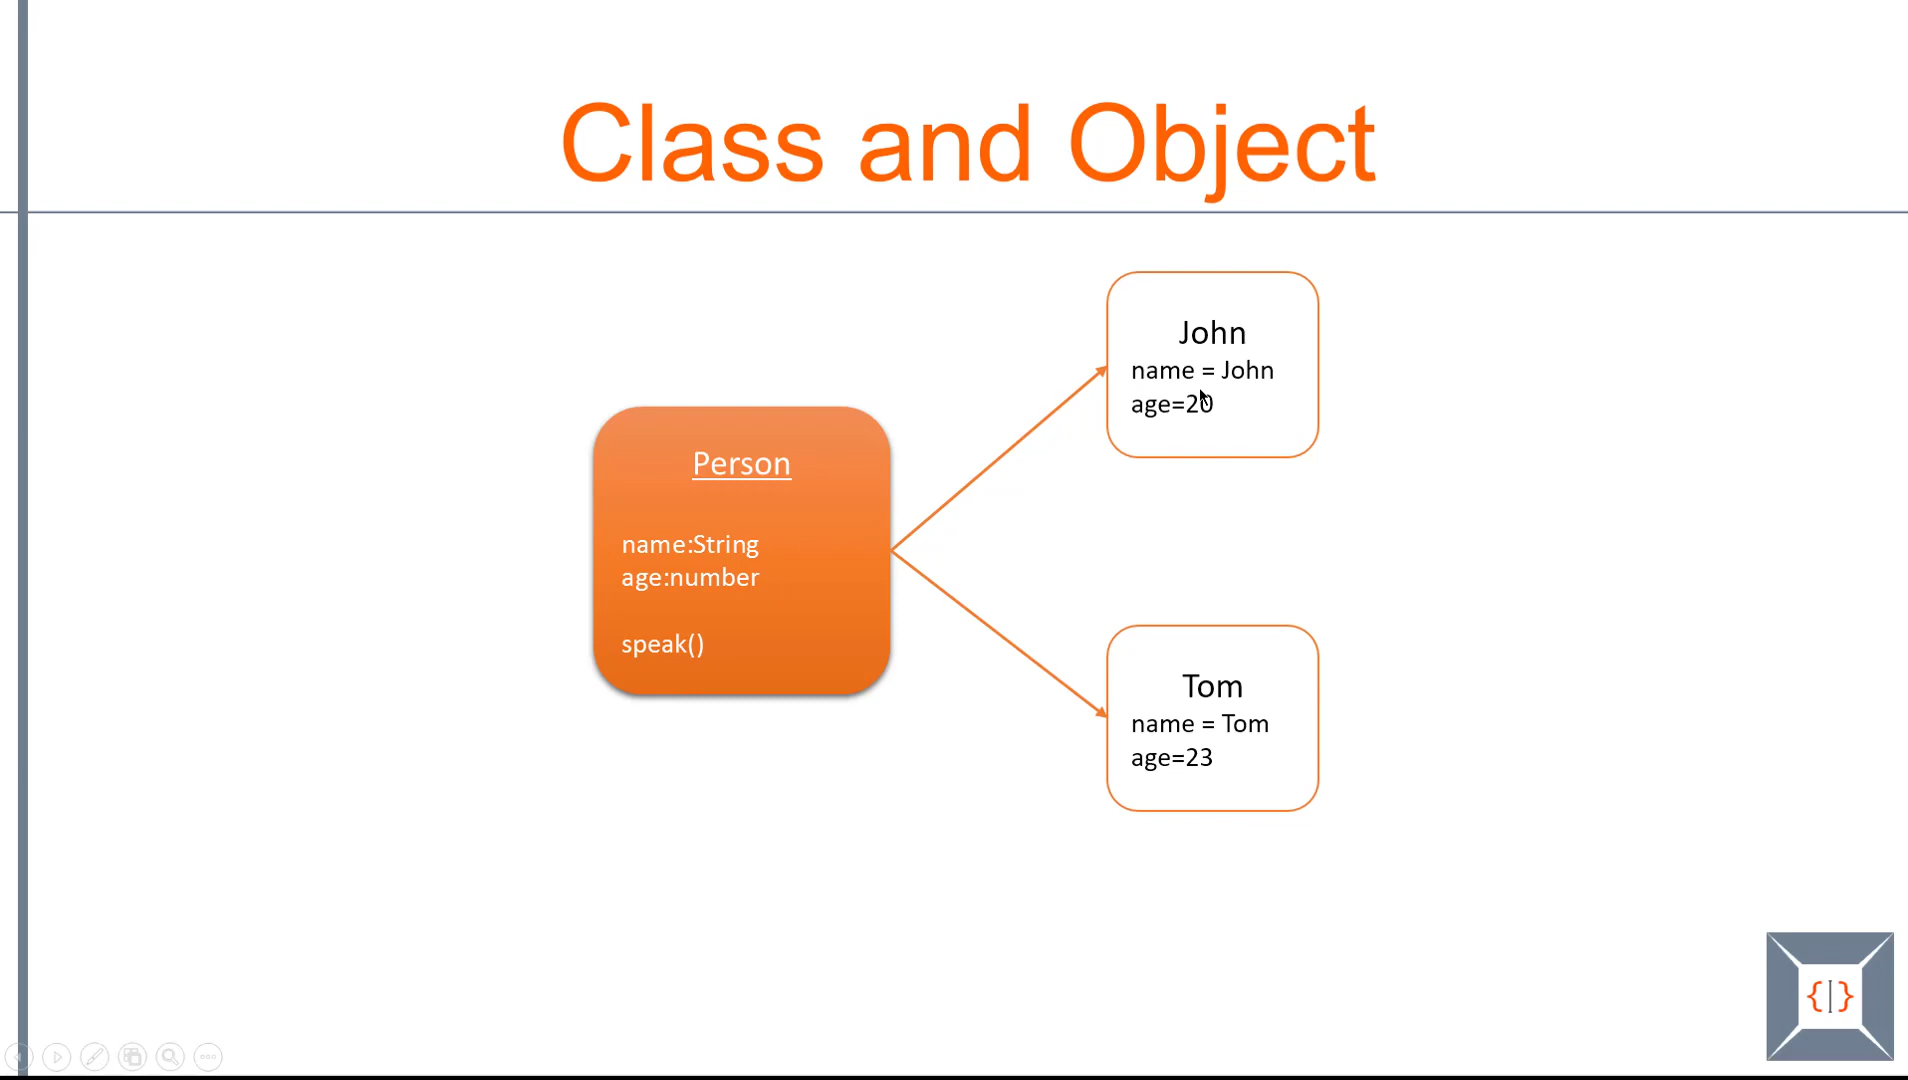 Class and Object
John
name = John
age=20
Person
name:String
age:number
speak()
Tom
name = Tom
age=23
{|}